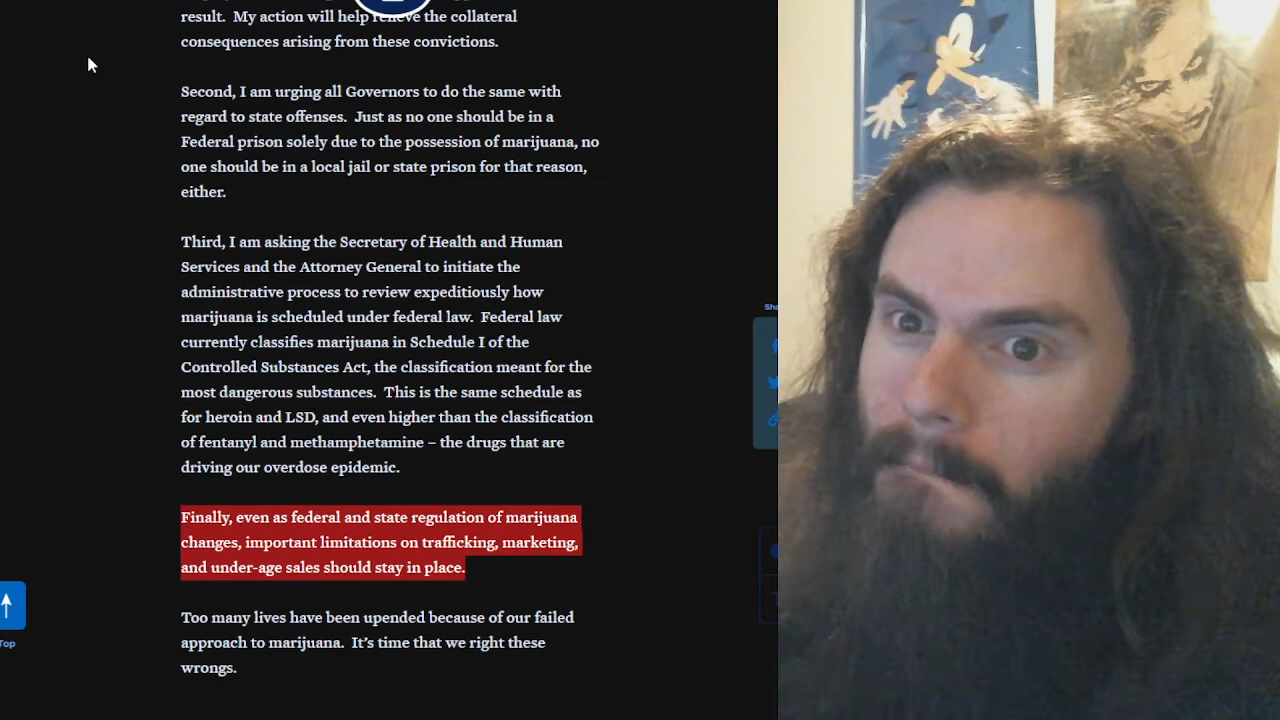 result.  My action will help relieve the collateral
consequences arising from these convictions.
Second, I am urging all Governors to do the same with
regard to state offenses.  Just as no one should be in a
Federal prison solely due to the possession of marijuana, no
one should be in a local jail or state prison for that reason,
either.
Third, I am asking the Secretary of Health and Human
Services and the Attorney General to initiate the
administrative process to review expeditiously how
marijuana is scheduled under federal law.  Federal law
currently classifies marijuana in Schedule I of the
Controlled Substances Act, the classification meant for the
most dangerous substances.  This is the same schedule as
for heroin and LSD, and even higher than the classification
of fentanyl and methamphetamine – the drugs that are
driving our overdose epidemic.
Finally, even as federal and state regulation of marijuana
changes, important limitations on trafficking, marketing,
and under-age sales should stay in place.
Too many lives have been upended because of our failed
approach to marijuana.  It’s time that we right these
wrongs.
Top